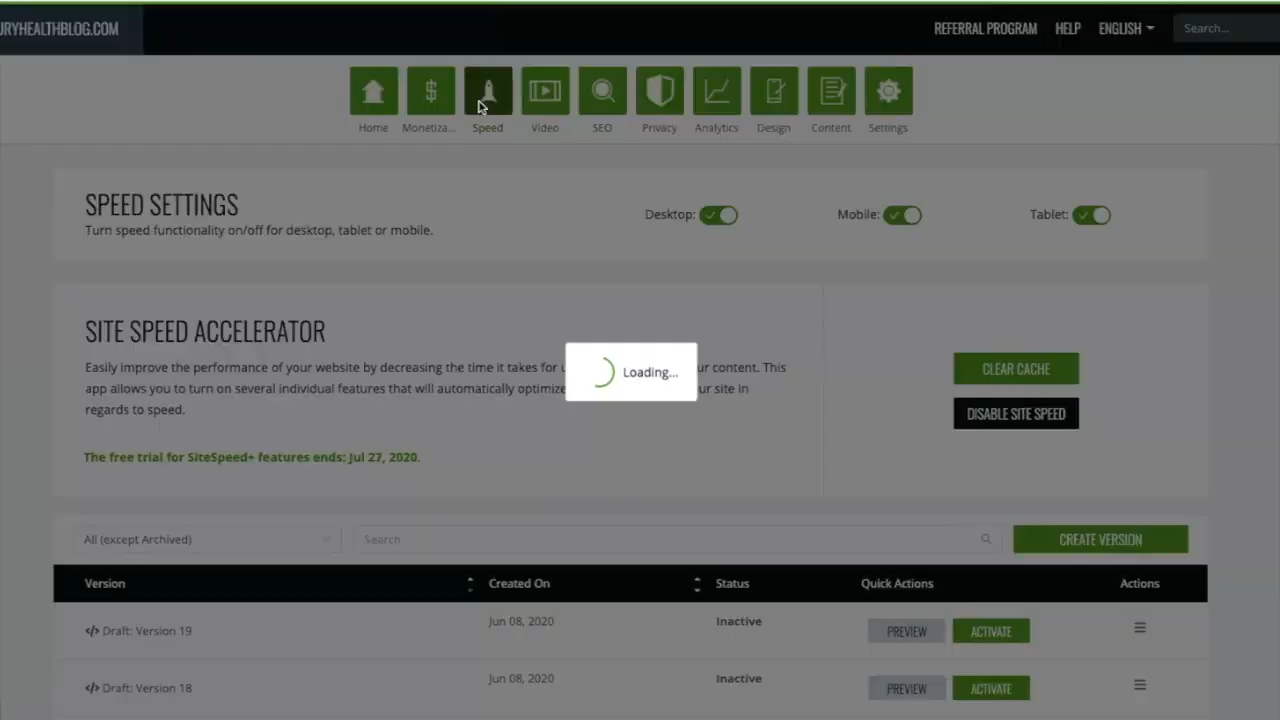 URYHEALTHBLOG.COM
REFERRAL PROGRAM HELP ENGLISH Search...
Home Monetiza... Speed Video SEO Privacy Analytics Design Content Settings
SPEED SETTINGS
Turn speed functionality on/off for desktop, tablet or mobile.
Desktop: Mobile: Tablet:
SITE SPEED ACCELERATOR
Easily improve the performance of your website by decreasing the time it takes for ur content. This
app allows you to turn on several individual features that will automatically optimize ur site in
regards to speed.
The free trial for SiteSpeed+ features ends: Jul 27, 2020.
Loading...
CLEAR CACHE
DISABLE SITE SPEED
All (except Archived) Search CREATE VERSION
Version Created On Status Quick Actions Actions
</> Draft: Version 19 Jun 08, 2020 Inactive PREVIEW ACTIVATE
</> Draft: Version 18 Jun 08, 2020 Inactive PREVIEW ACTIVATE